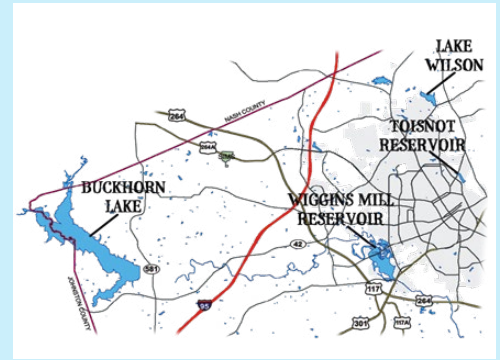 LAKE
WILSON
TOISNOT
RESERVOIR
264
NASH COUNTY
264A
BUCKHORN
LAKE
WIGGINS MILL
RESERVOIR
42
581
JOHNSTON COUNTY
95
117
264
301
117A